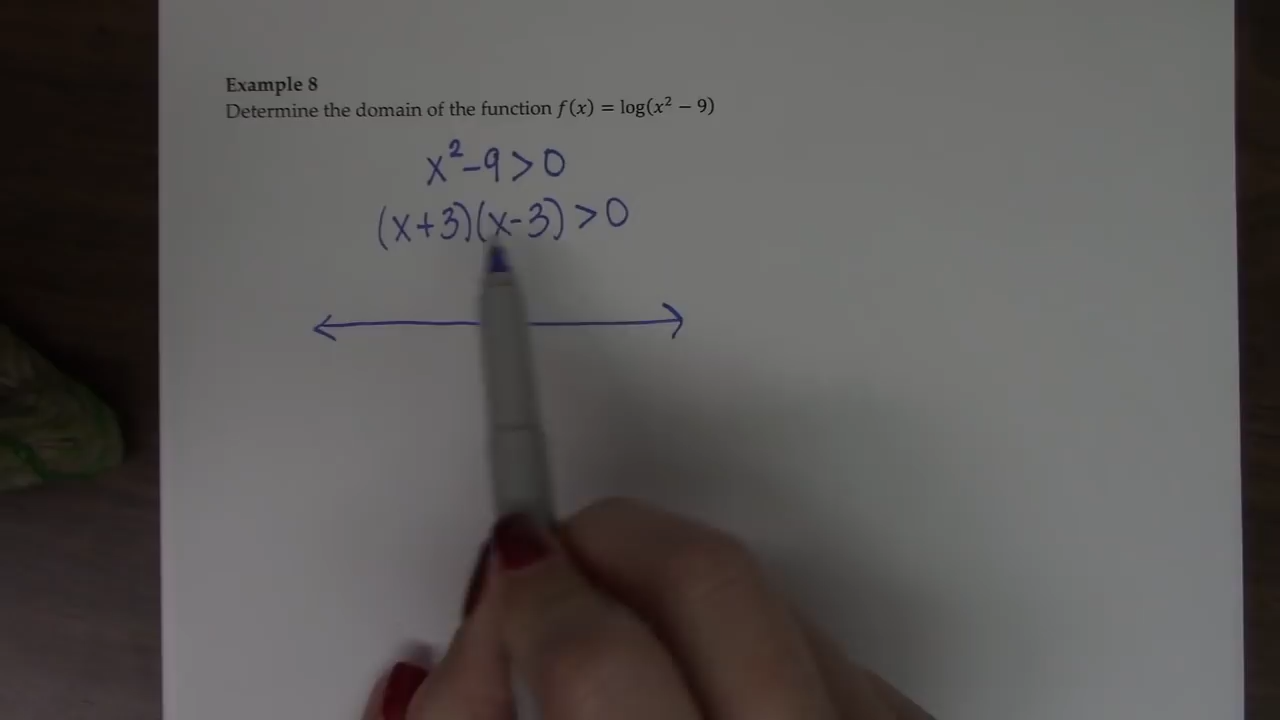 Example 8
Determine the domain of the function f(x) = log(x² − 9)
x²-9>0
(x+3)(x-3)>0